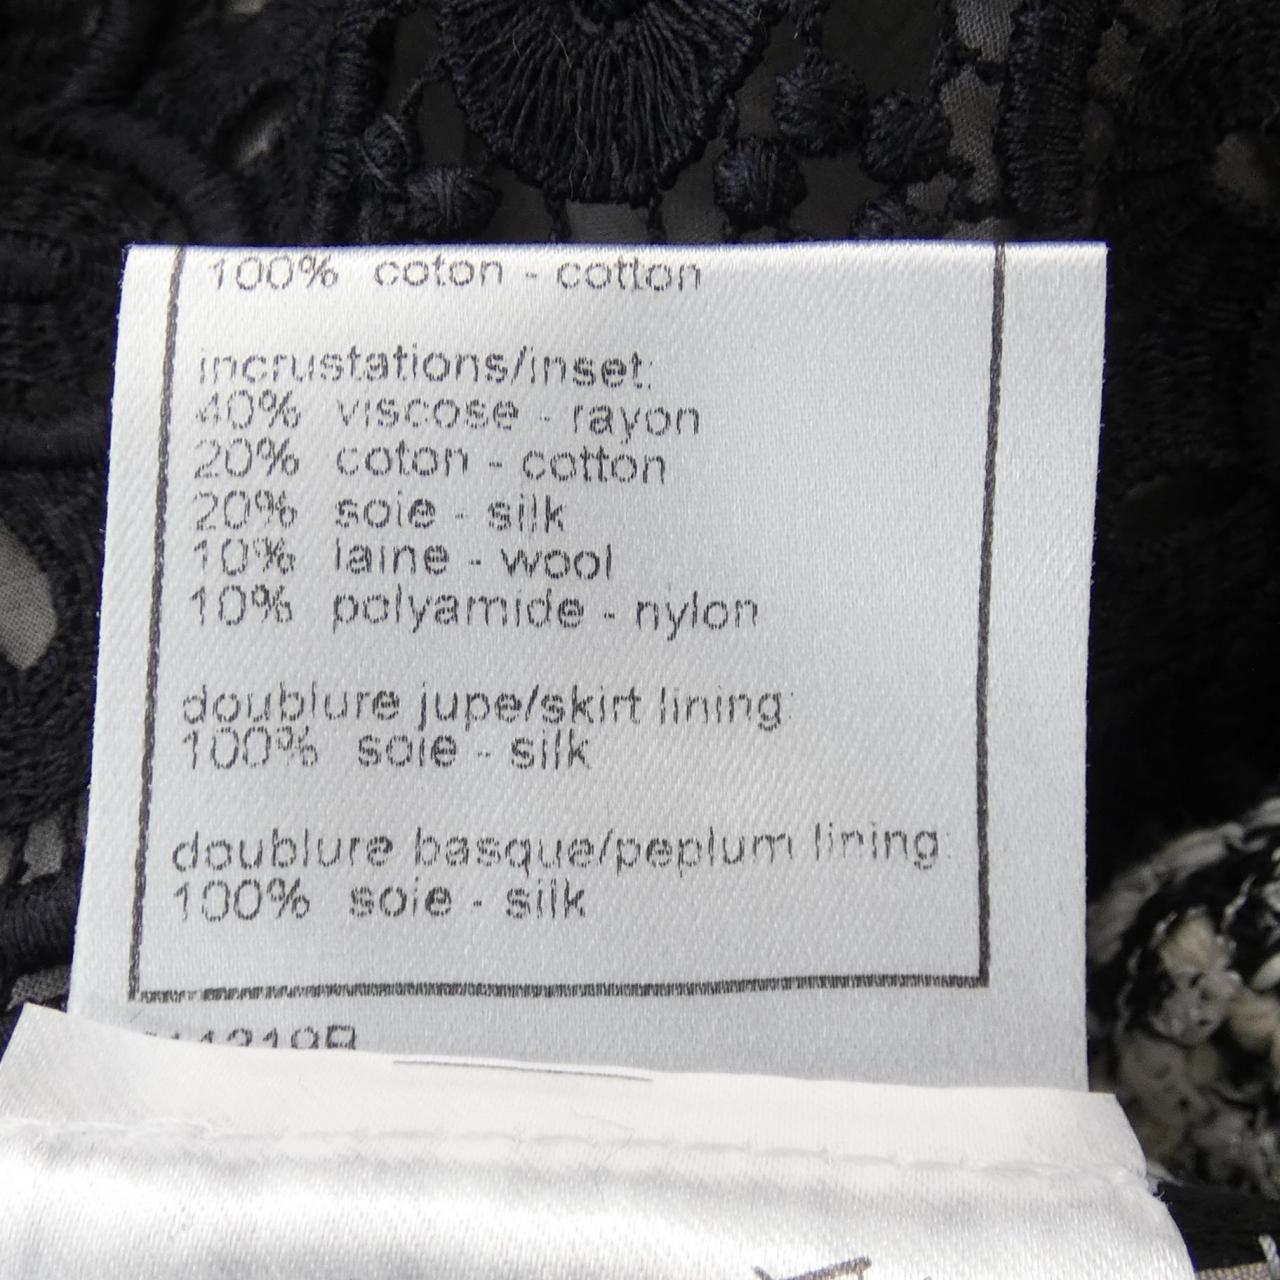 100% coton - cotton
incrustations/inset:
40% viscose - rayon
20% coton - cotton
20% soie - silk
10% laine - wool
10% polyamide - nylon
doublure jupe/skirt lining:
100% soie - silk
doublure basque/peplum lining:
100% soie - silk